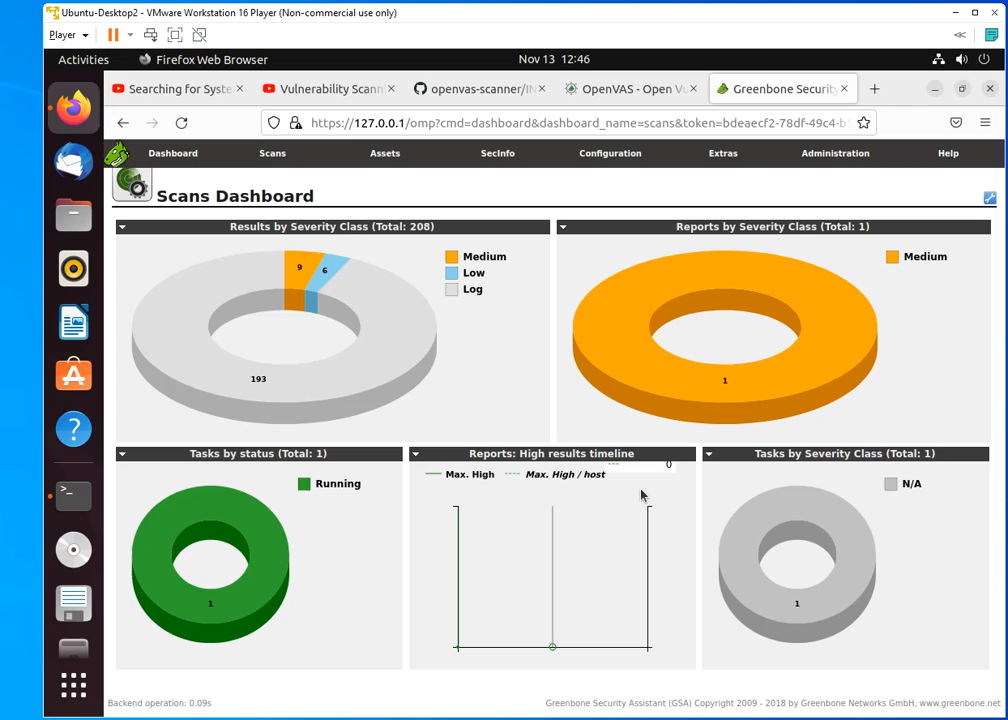 Ubuntu-Desktop2 - VMware Workstation 16 Player (Non-commercial use only)
Player
Activities
Firefox Web Browser
Nov 13 12:46
Searching for Syste
Vulnerability Scann
openvas-scanner/IN
OpenVAS - Open Vu
Greenbone Security
https://127.0.0.1/omp?cmd=dashboard&dashboard_name=scans&token=bdeaecf2-78df-49c4-b
Dashboard
Scans
Assets
SecInfo
Configuration
Extras
Administration
Help
Scans Dashboard
Results by Severity Class (Total: 208)
9
6
193
Medium
Low
Log
Reports by Severity Class (Total: 1)
1
Medium
Tasks by status (Total: 1)
Running
1
Reports: High results timeline
0
Max. High
Max. High / host
Tasks by Severity Class (Total: 1)
N/A
1
Backend operation: 0.09s
Greenbone Security Assistant (GSA) Copyright 2009 - 2018 by Greenbone Networks GmbH, www.greenbone.net